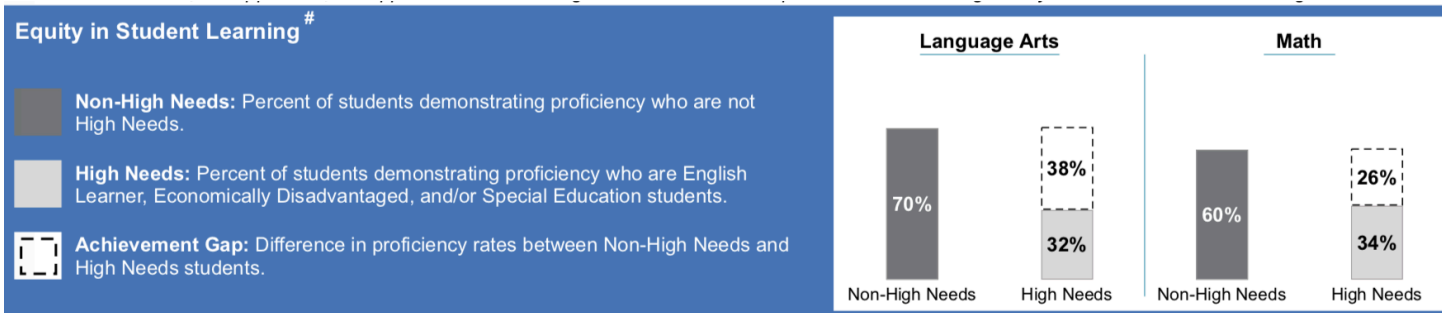 Equity in Student Learning #
Non-High Needs: Percent of students demonstrating proficiency who are not
High Needs.
High Needs: Percent of students demonstrating proficiency who are English
Learner, Economically Disadvantaged, and/or Special Education students.
Achievement Gap: Difference in proficiency rates between Non-High Needs and
High Needs students.
Language Arts
70%
38%
32%
Non-High Needs
High Needs
Math
60%
26%
34%
Non-High Needs
High Needs